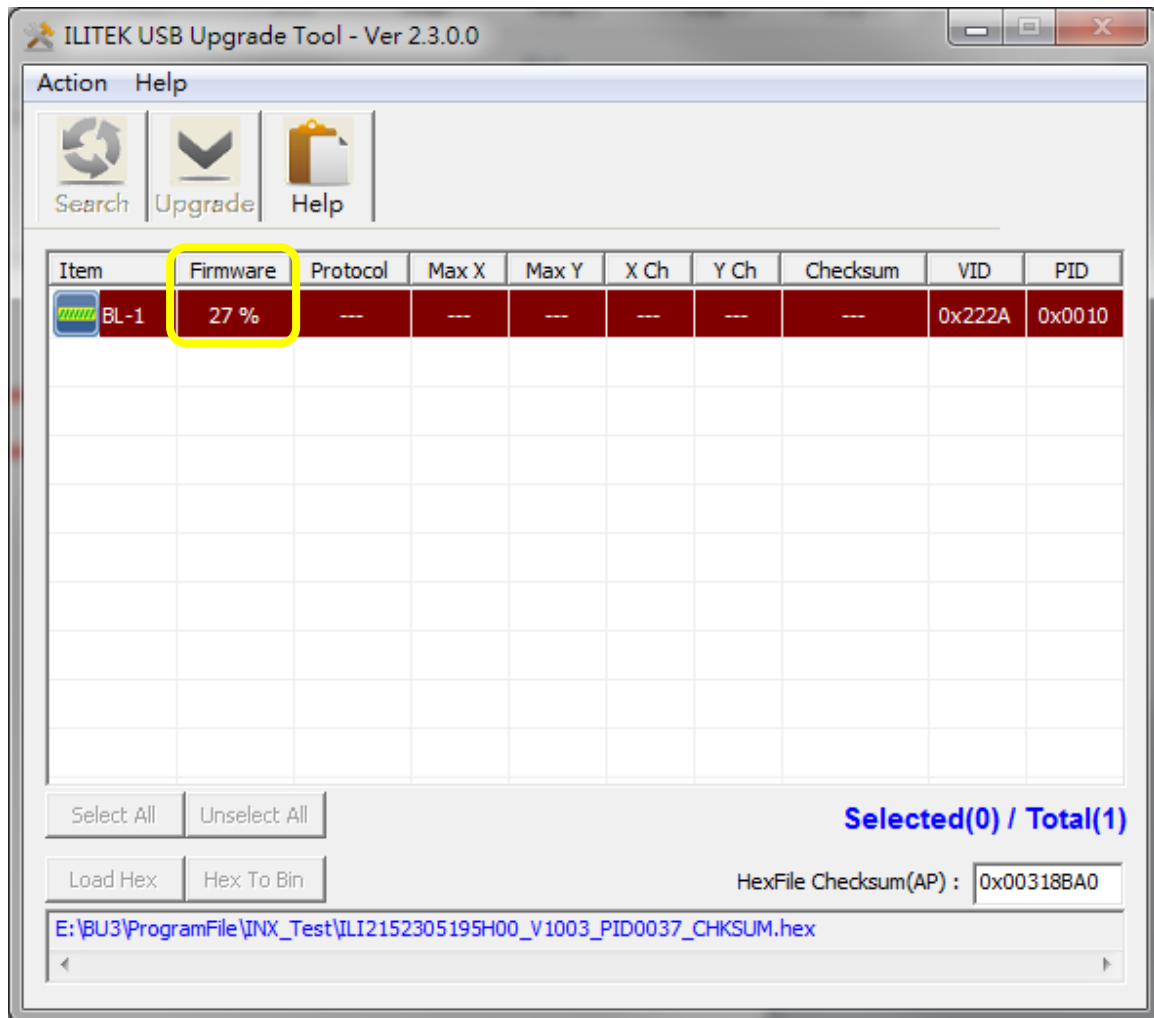 ILITEK USB Upgrade Tool - Ver 2.3.0.0
Action Help
Search Upgrade Help
Item Firmware Protocol Max X Max Y X Ch Y Ch Checksum VID PID
BL-1 27 % --- --- --- --- --- --- 0x222A 0x0010
Select All Unselect All Selected(0) / Total(1)
Load Hex Hex To Bin HexFile Checksum(AP) : 0x00318BA0
E:\BU3\ProgramFile\INX_Test\ILI2152305195H00_V1003_PID0037_CHKSUM.hex